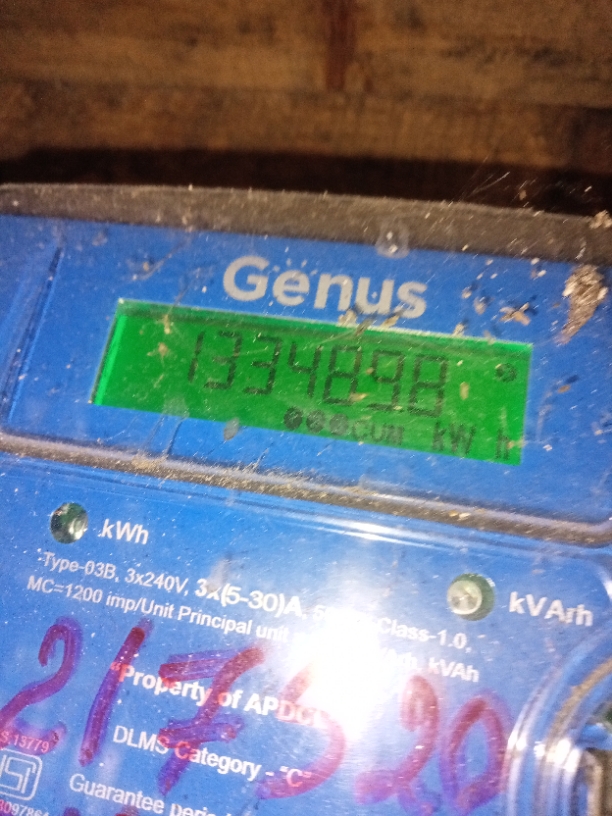 Genus
1334898
CUM kW h
kWh
Type-03B, 3x240V, 3x(5-30)A, Class-1.0,
kVArh
MC=1200 imp/Unit Principal unit kVAh
217520
"Property of APDCL
DLMS Category - "C"
15779
Guarantee